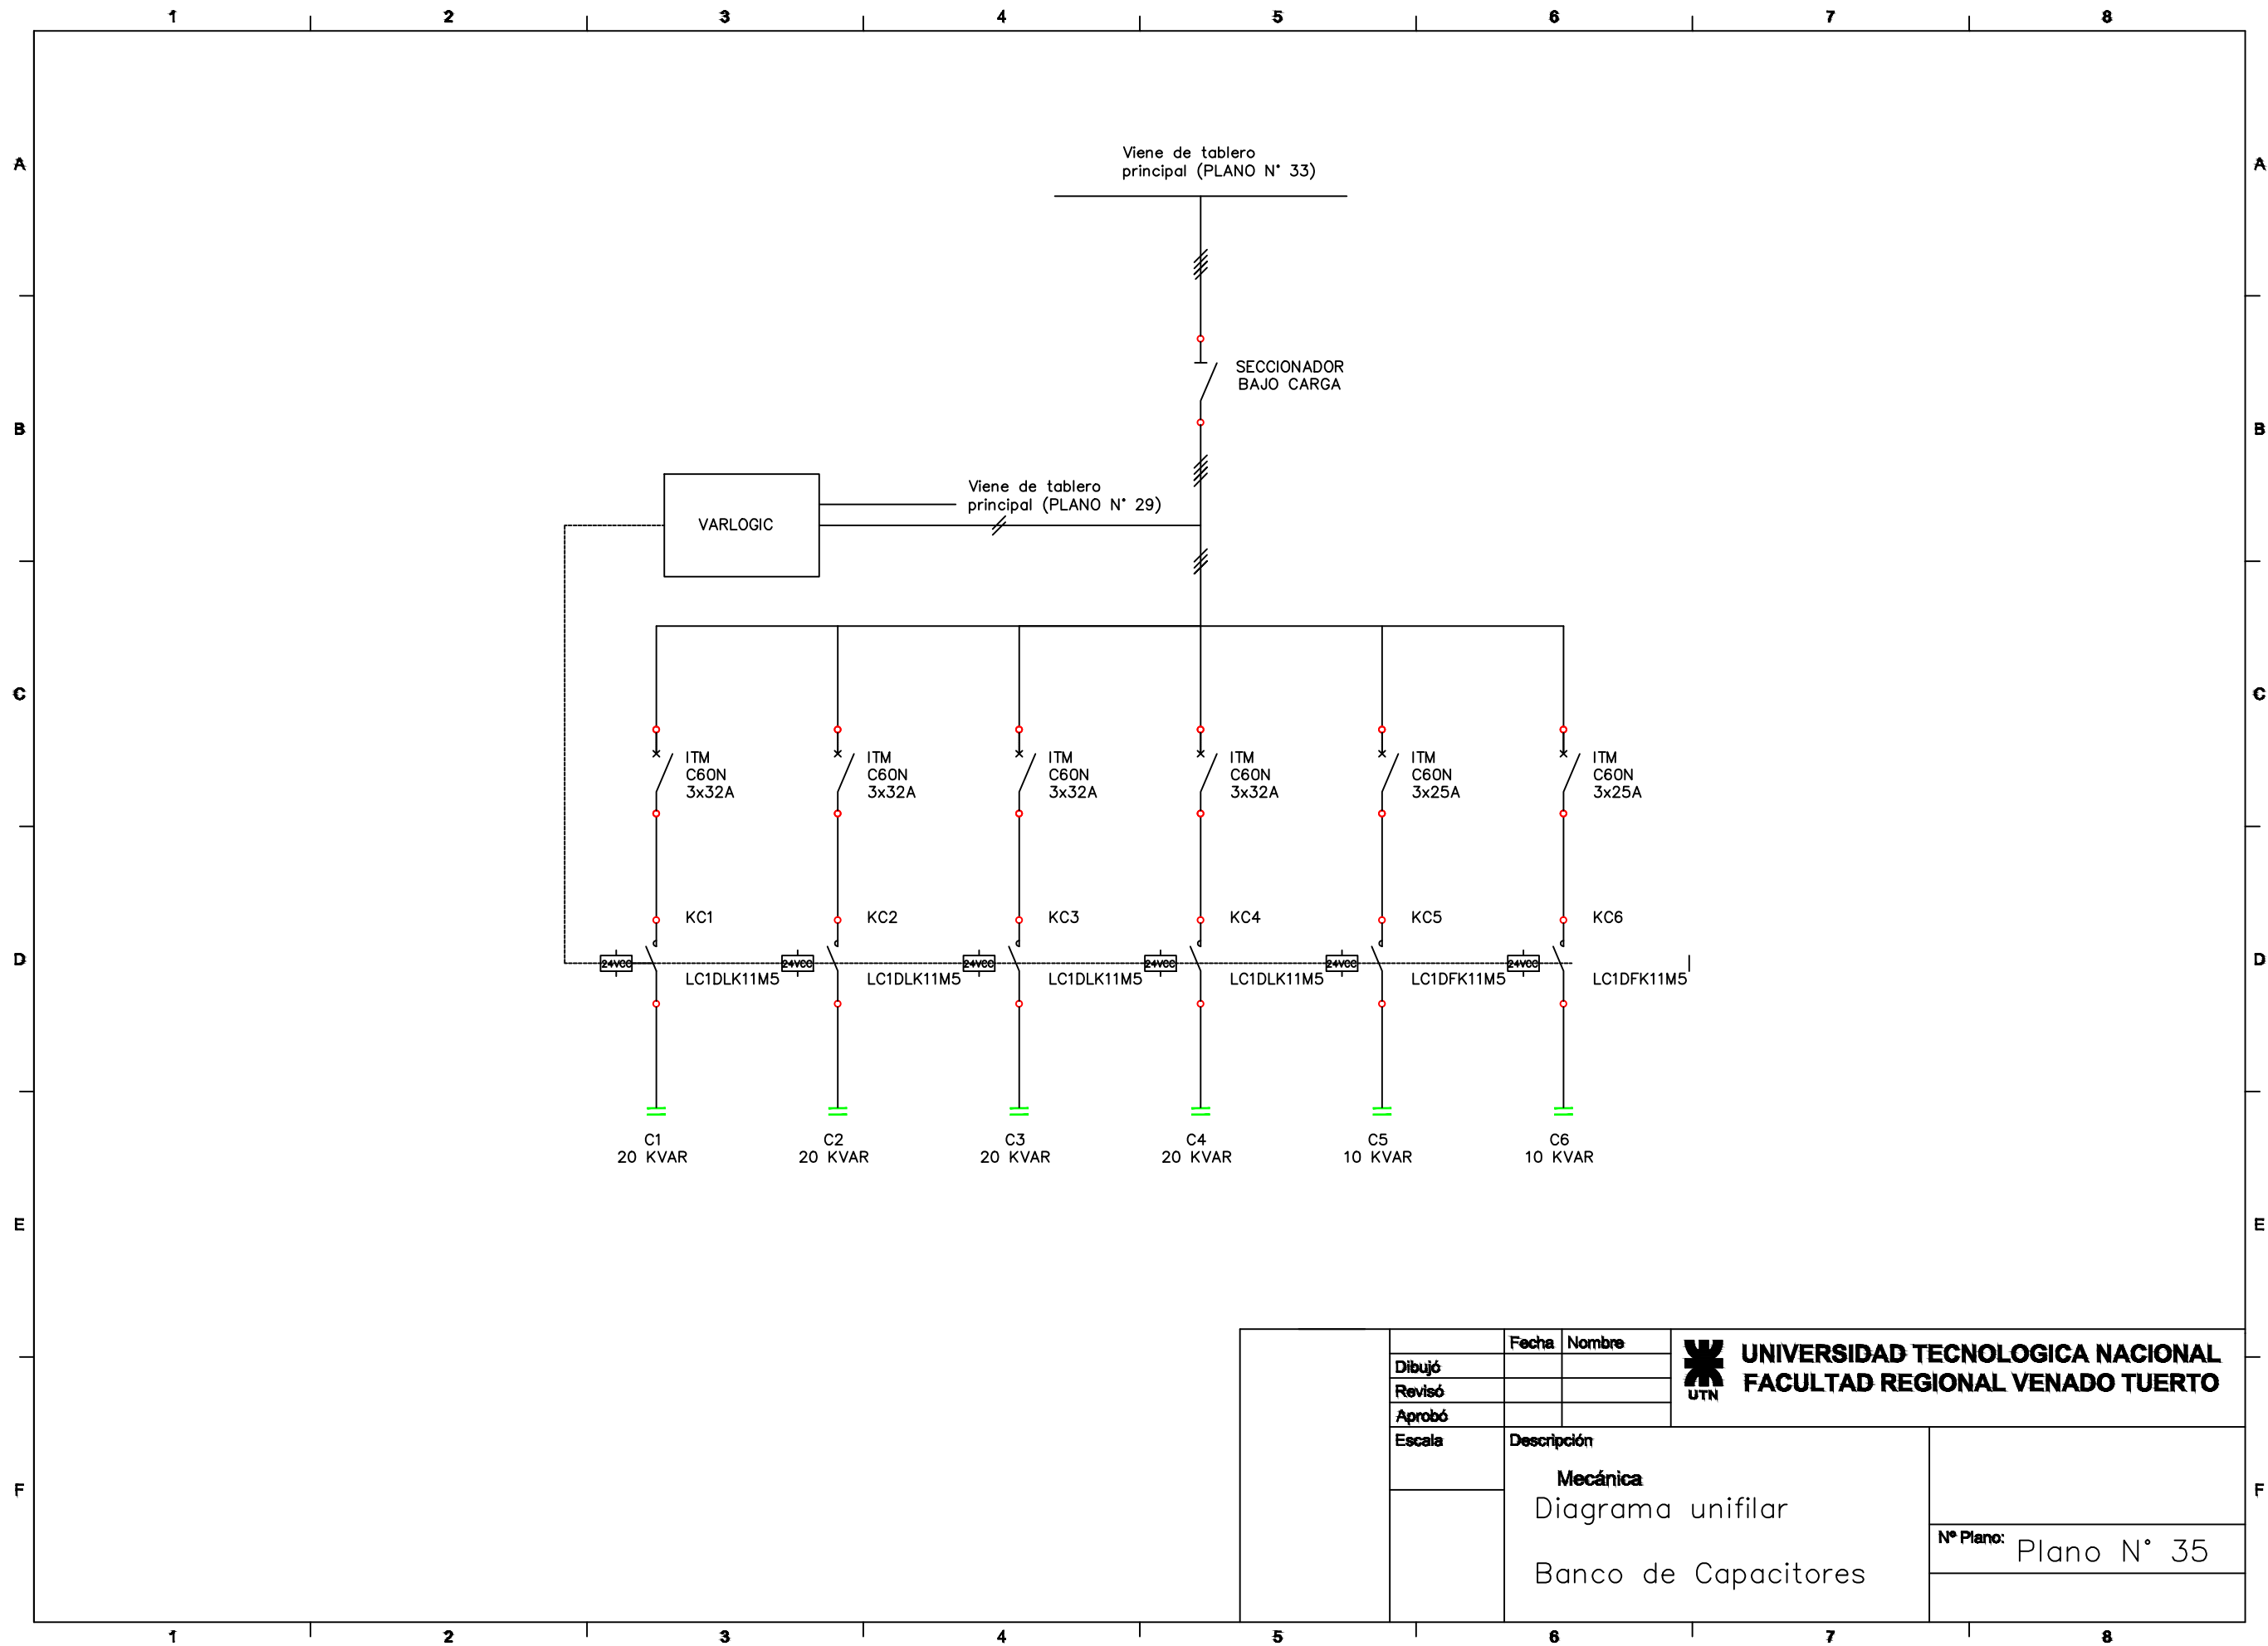 1 2 3 4 5 6 7 8
A A
Viene de tablero
principal (PLANO N° 33)
SECCIONADOR
BAJO CARGA
B B
Viene de tablero
principal (PLANO N° 29)
VARLOGIC
C C
ITM ITM ITM ITM ITM ITM
C60N C60N C60N C60N C60N C60N
3x32A 3x32A 3x32A 3x32A 3x25A 3x25A
KC1 KC2 KC3 KC4 KC5 KC6
D D
24VCC 24VCC 24VCC 24VCC 24VCC 24VCC
LC1DLK11M5 LC1DLK11M5 LC1DLK11M5 LC1DLK11M5 LC1DFK11M5 LC1DFK11M5
C1 C2 C3 C4 C5 C6
20 KVAR 20 KVAR 20 KVAR 20 KVAR 10 KVAR 10 KVAR
E E
Fecha Nombre
Dibujó
Revisó
Aprobó
UTN
UNIVERSIDAD TECNOLOGICA NACIONAL
FACULTAD REGIONAL VENADO TUERTO
Escala Descripción
Mecánica
Diagrama unifilar
Banco de Capacitores
F F
Nº Plano: Plano N° 35
1 2 3 4 5 6 7 8